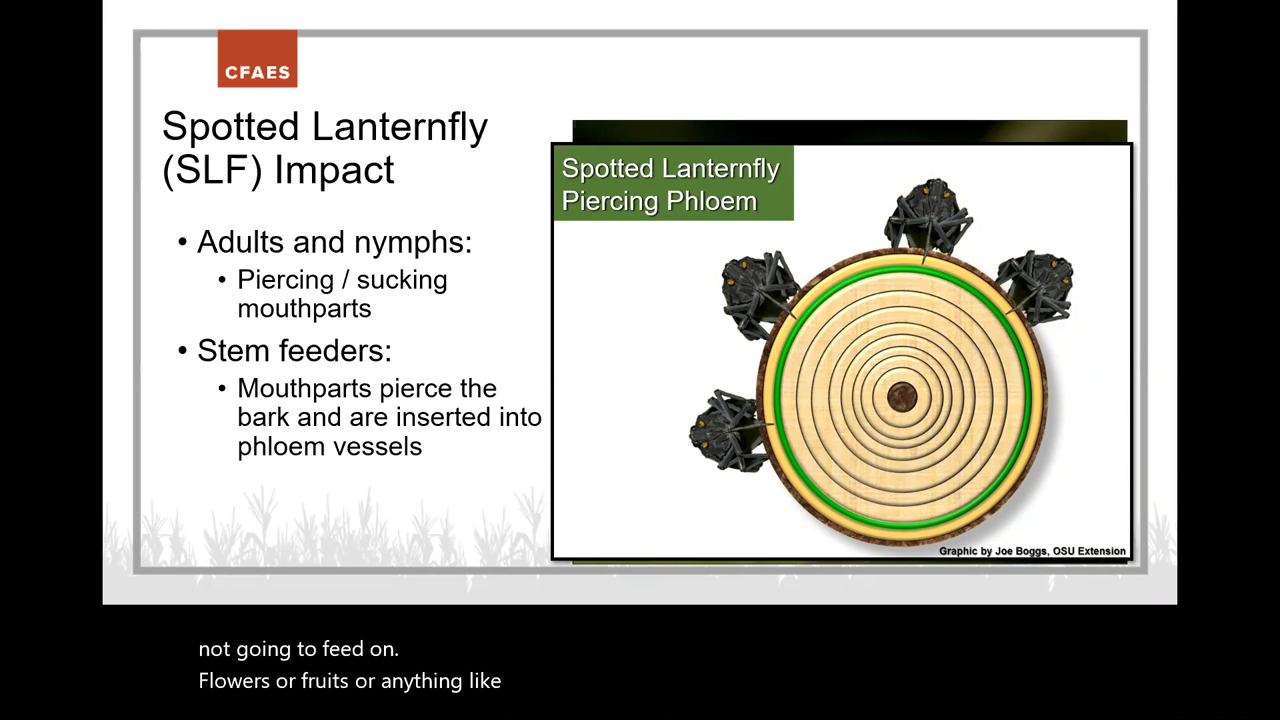 CFAES
Spotted Lanternfly
(SLF) Impact
• Adults and nymphs:
• Piercing / sucking
mouthparts
• Stem feeders:
• Mouthparts pierce the
bark and are inserted into
phloem vessels
Spotted Lanternfly
Piercing Phloem
Graphic by Joe Boggs, OSU Extension
not going to feed on.
Flowers or fruits or anything like